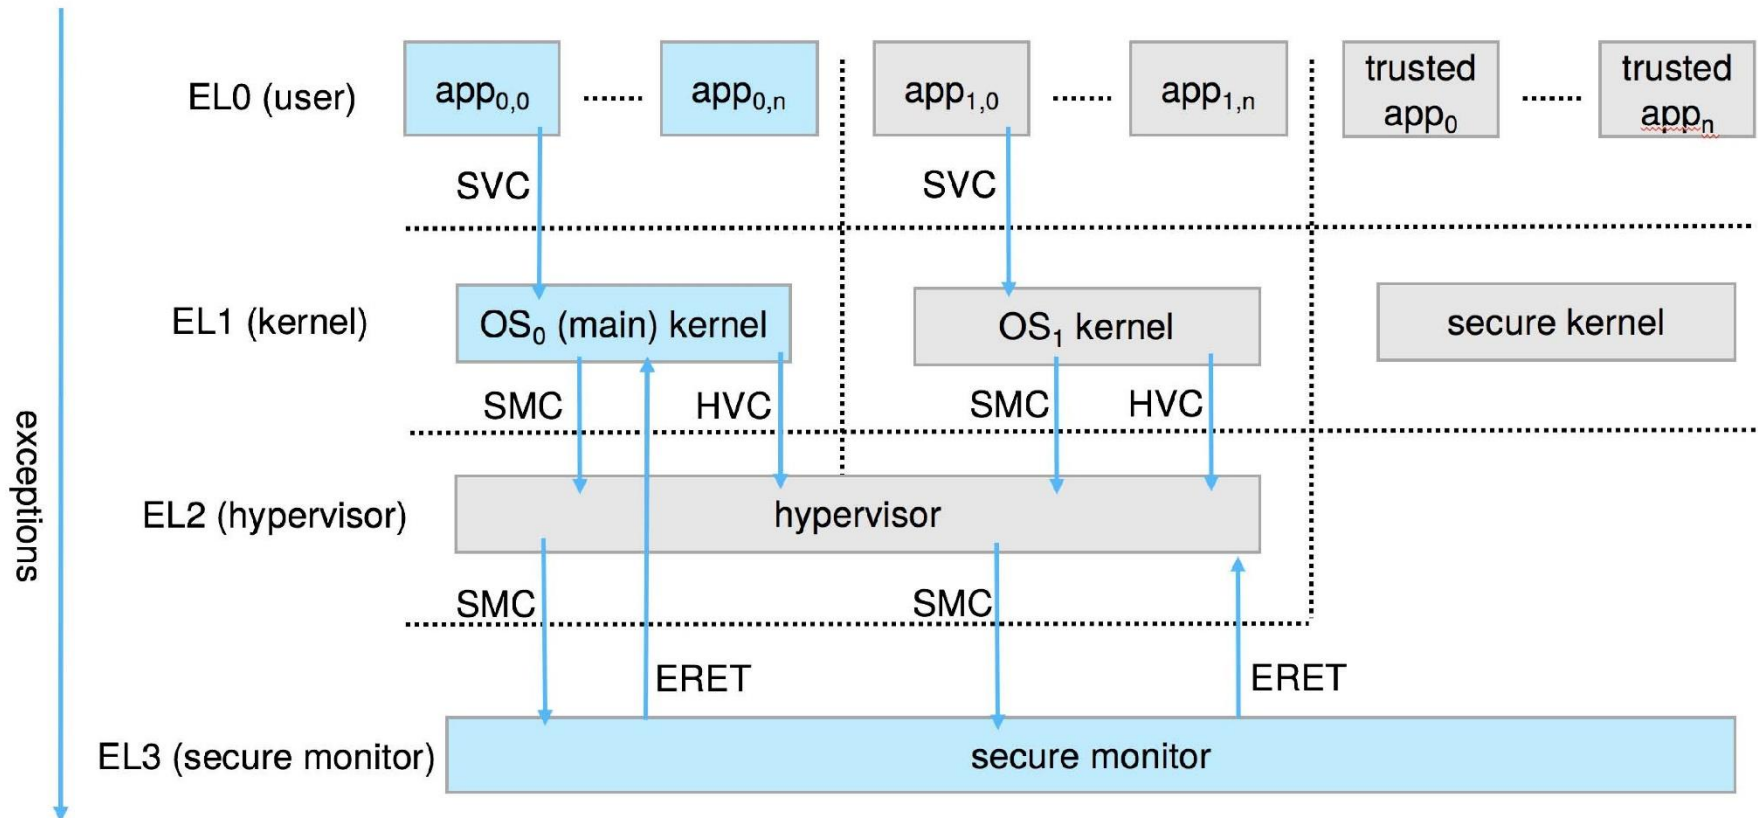 EL0 (user)
app0,0
........
app0,n
app1,0
........
app1,n
trusted
app0
........
trusted
appn
SVC
SVC
EL1 (kernel)
OS0 (main) kernel
OS1 kernel
secure kernel
SMC
HVC
SMC
HVC
exceptions
EL2 (hypervisor)
hypervisor
SMC
SMC
ERET
ERET
EL3 (secure monitor)
secure monitor